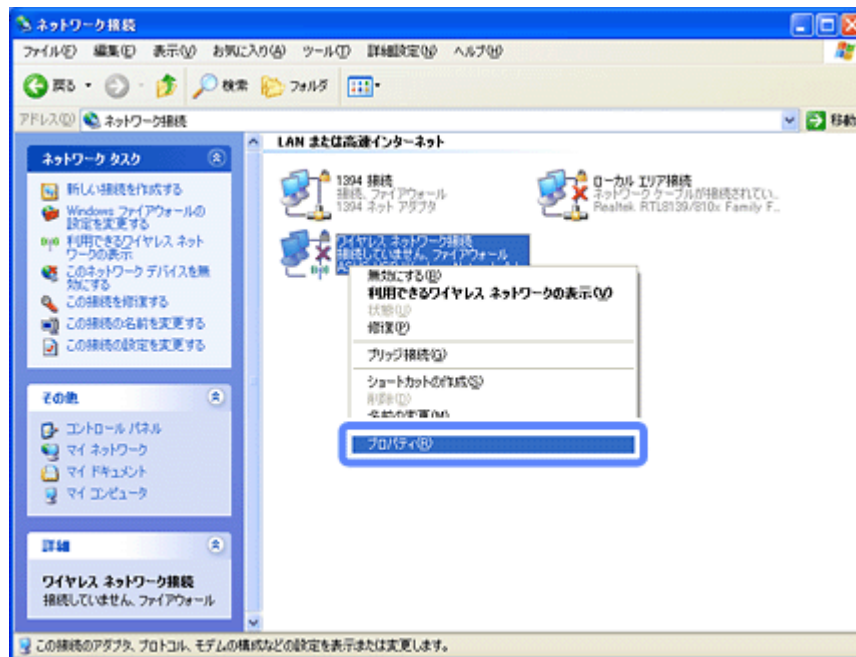 ネットワーク接続
ファイル(F) 編集(E) 表示(V) お気に入り(A) ツール(T) 詳細設定(N) ヘルプ(H)
戻る 検索 フォルダ
アドレス(D) ネットワーク接続 移動
ネットワーク タスク
新しい接続を作成する
Windows ファイアウォールの
設定を変更する
利用できるワイヤレス ネット
ワークの表示
このネットワーク デバイスを無
効にする
この接続を修復する
この接続の名前を変更する
この接続の設定を変更する
その他
コントロール パネル
マイ ネットワーク
マイ ドキュメント
マイ コンピュータ
詳細
ワイヤレス ネットワーク接続
接続していません、ファイアウォール
LAN または高速インターネット
1394 接続
接続、ファイアウォール
1394 ネット アダプタ
ローカル エリア接続
ネットワーク ケーブルが接続されてい...
Realtek RTL8139/810x Family F...
ワイヤレス ネットワーク接続
接続していません、ファイアウォール
無効にする(B)
利用できるワイヤレス ネットワークの表示(V)
状態(U)
修復(P)
ブリッジ接続(G)
ショートカットの作成(S)
削除(D)
名前の変更(M)
プロパティ(R)
この接続のアダプタ、プロトコル、モデムの構成などの設定を表示または変更します。